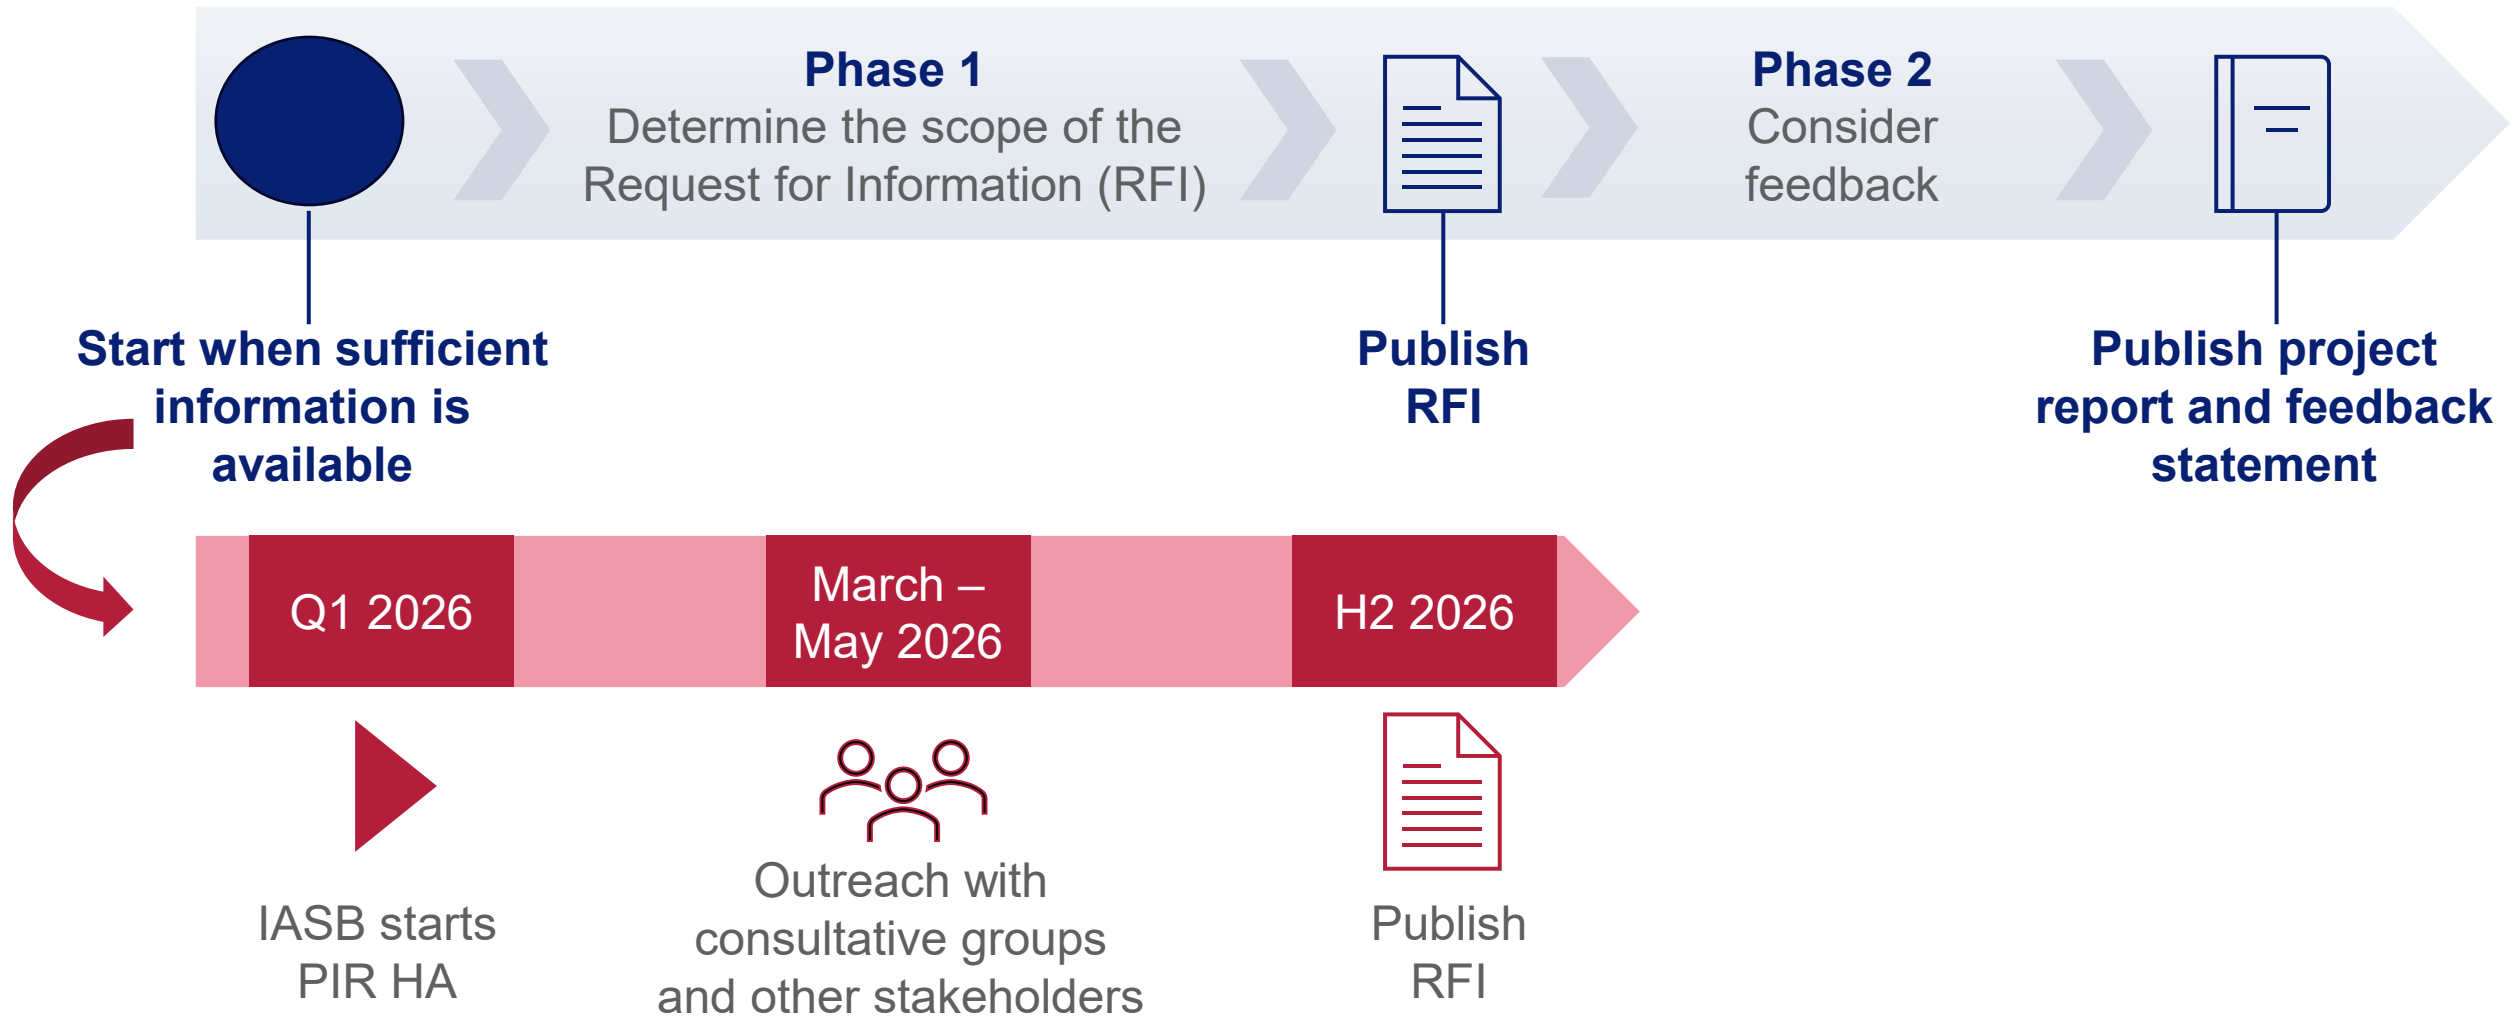 Phase 1
Determine the scope of the
Request for Information (RFI)
Phase 2
Consider
feedback
Start when sufficient
information is
available
Publish
RFI
Publish project
report and feedback
statement
Q1 2026
March –
May 2026
H2 2026
IASB starts
PIR HA
Outreach with
consultative groups
and other stakeholders
Publish
RFI